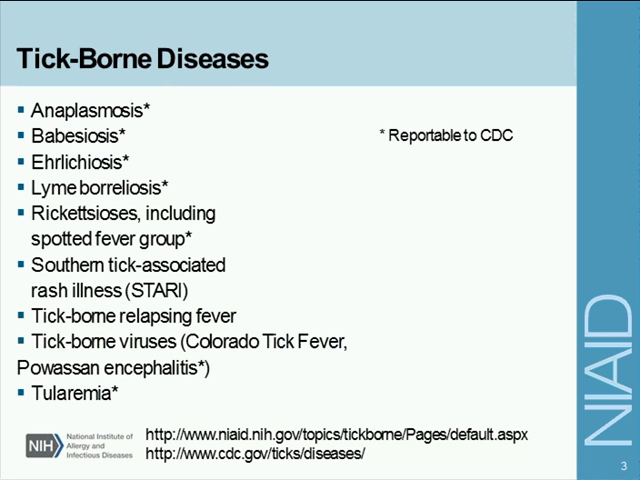 Tick-Borne Diseases
▪ Anaplasmosis*
▪ Babesiosis*
* Reportable to CDC
▪ Ehrlichiosis*
▪ Lyme borreliosis*
▪ Rickettsioses, including
spotted fever group*
▪ Southern tick-associated
rash illness (STARI)
▪ Tick-borne relapsing fever
▪ Tick-borne viruses (Colorado Tick Fever,
Powassan encephalitis*)
▪ Tularemia*
NIH
National Institute of
Allergy and
Infectious Diseases
http://www.niaid.nih.gov/topics/tickborne/Pages/default.aspx
http://www.cdc.gov/ticks/diseases/
NIAID
3